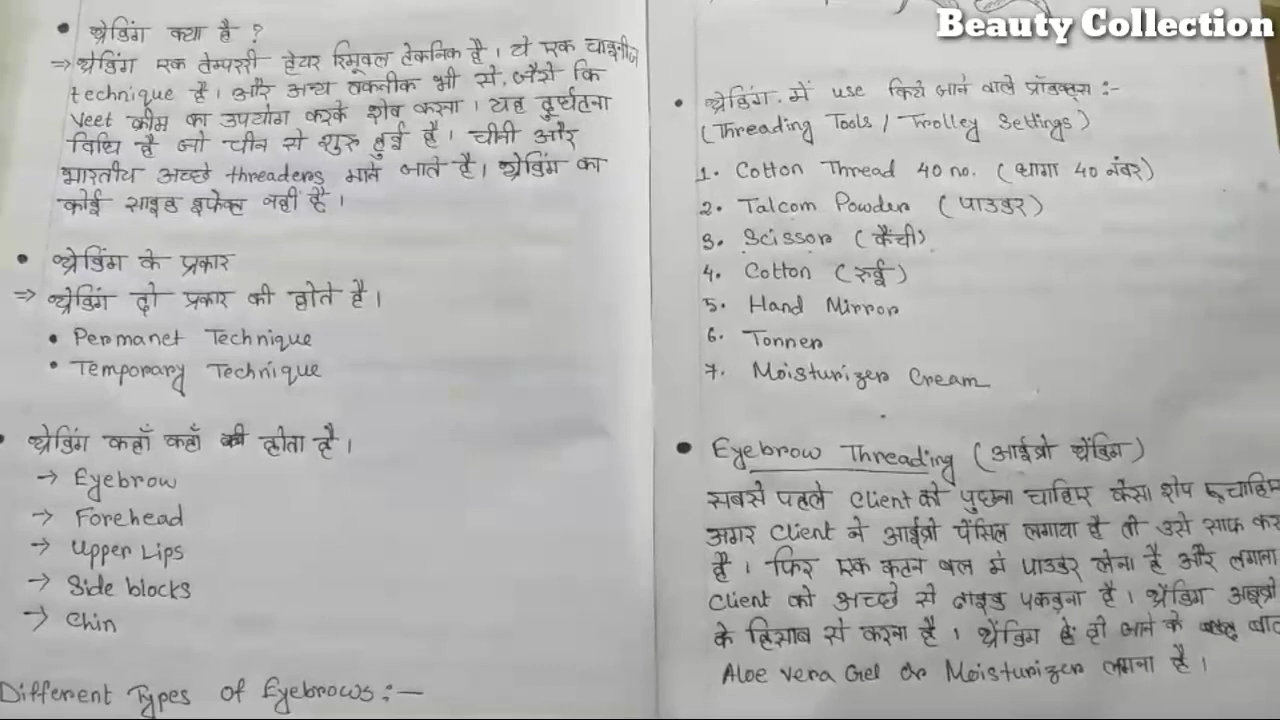 Beauty Collection
• थ्रेडिंग क्या है ?
⇒ थ्रेडिंग एक टेम्परी हेयर रिमूवल टेकनिक है। ये एक चाइनीज
technique है। और अन्य तकनीक भी से, जैसे कि
Veet क्रीम का उपयोग करके शेव करना। यह दुर्घतना
विधि है जो चीन से शुरू हुई है। चीनी और
भारतीय अच्छे threaders माने जाते है। थ्रेडिंग का
कोई साइड इफेक्ट नहीं है।
• थ्रेडिंग के प्रकार
⇒ थ्रेडिंग दो प्रकार की होते है।
• Permanet Technique
• Temporary Technique
• थ्रेडिंग कहाँ कहाँ की होता है।
→ Eyebrow
→ Forehead
→ Upper Lips
→ Side blocks
→ Chin
Different Types of Eyebrows :—
• थ्रेडिंग में use किये जाने वाले प्रॉडक्ट्स :-
(Threading Tools / Trolley Settings)
1. Cotton Thread 40 no. (धागा 40 नंबर)
2. Talcom Powder (पाउडर)
3. Scissor (कैंची)
4. Cotton (रुई)
5. Hand Mirror
6. Tonner
7. Moisturizer Cream
• Eyebrow Threading (आईब्रो थ्रेंडिंग)
सबसे पहले Client को पुछना चाहिए कैसा शेप चाहिए
अगर Client ने आईब्रो पेंसिल लगाया है तो उसे साफ कर
है। फिर एक कटन बल में पाउडर लेना है और लगाना
Client को अच्छे से टाइड पकड़ना है। थ्रेंडिंग आइब्रो
के हिसाब से करना है। थ्रेंडिंग हो जाने के बाद
Aloe vera Gel or Moisturizer लगाना है।